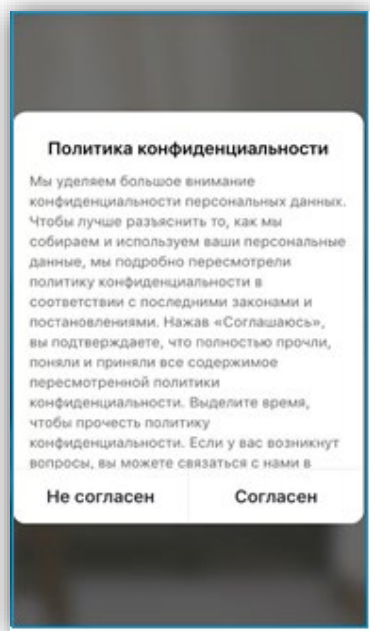 Политика конфиденциальности
Мы уделяем большое внимание
конфиденциальности персональных данных.
Чтобы лучше разъяснить то, как мы
собираем и используем ваши персональные
данные, мы подробно пересмотрели
политику конфиденциальности в
соответствии с последними законами и
постановлениями. Нажав «Соглашаюсь»,
вы подтверждаете, что полностью прочли,
поняли и приняли все содержимое
пересмотренной политики
конфиденциальности. Выделите время,
чтобы прочесть политику
конфиденциальности. Если у вас возникнут
вопросы, вы можете связаться с нами в
Не согласен
Согласен